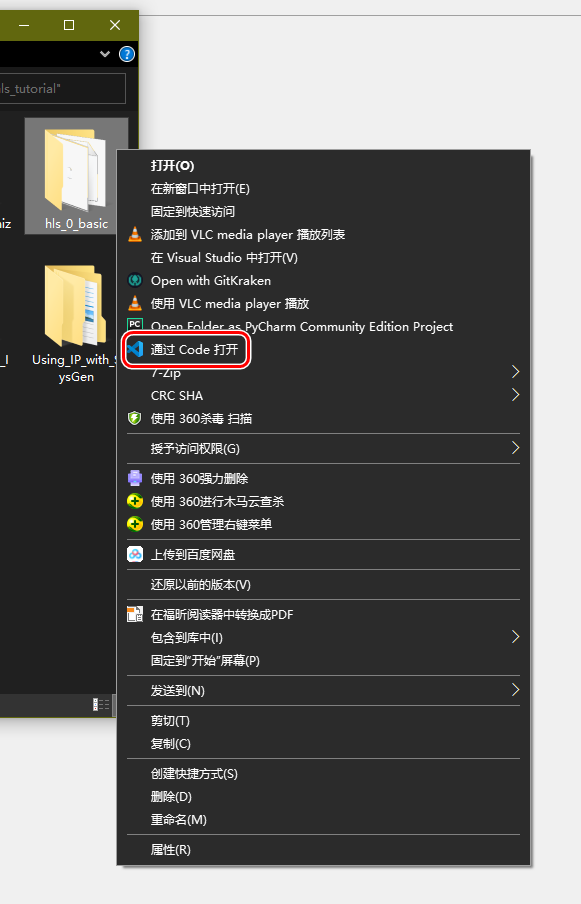 ls_tutorial"
hls_0_basic
iz
_I
Using_IP_with_S
ysGen
打开(O)
在新窗口中打开(E)
固定到快速访问
添加到 VLC media player 播放列表
在 Visual Studio 中打开(V)
Open with GitKraken
使用 VLC media player 播放
PC Open Folder as PyCharm Community Edition Project
通过 Code 打开
7-Zip
CRC SHA
使用 360杀毒 扫描
授予访问权限(G)
使用 360强力删除
使用 360进行木马云查杀
使用 360管理右键菜单
上传到百度网盘
还原以前的版本(V)
在福昕阅读器中转换成PDF
包含到库中(I)
固定到"开始"屏幕(P)
发送到(N)
剪切(T)
复制(C)
创建快捷方式(S)
删除(D)
重命名(M)
属性(R)